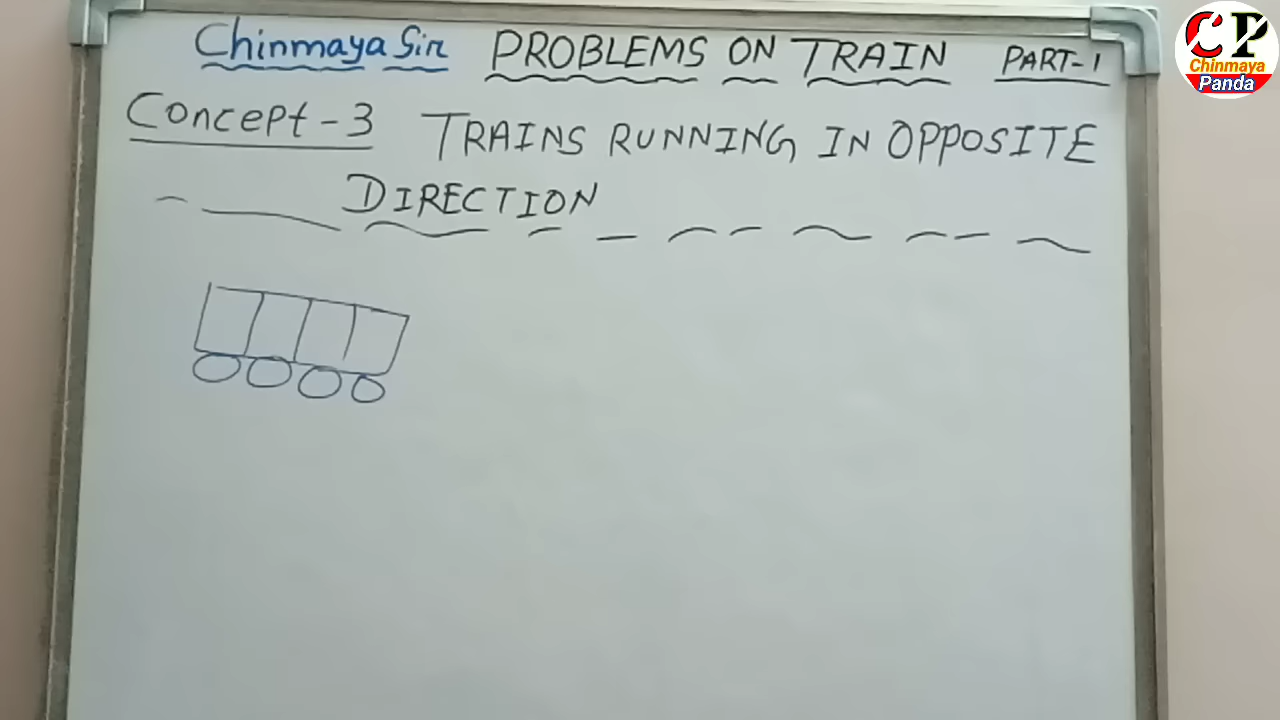 Chinmaya Sir PROBLEMS ON TRAIN PART-1
Concept-3 TRAINS RUNNING IN OPPOSITE
DIRECTION
CP
Chinmaya
Panda